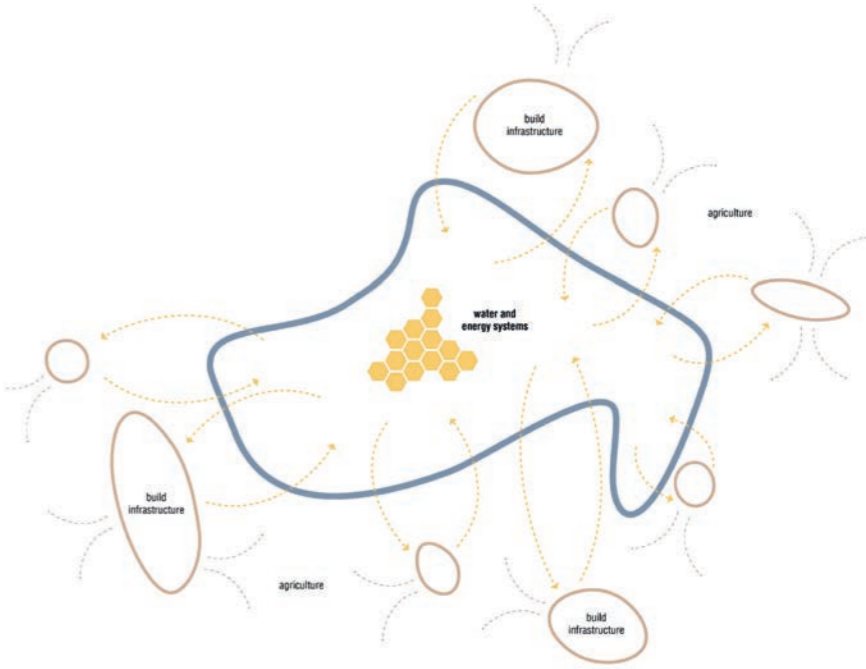 build
infrastructure
agriculture
water and
energy systems
build
infrastructure
agriculture
build
infrastructure